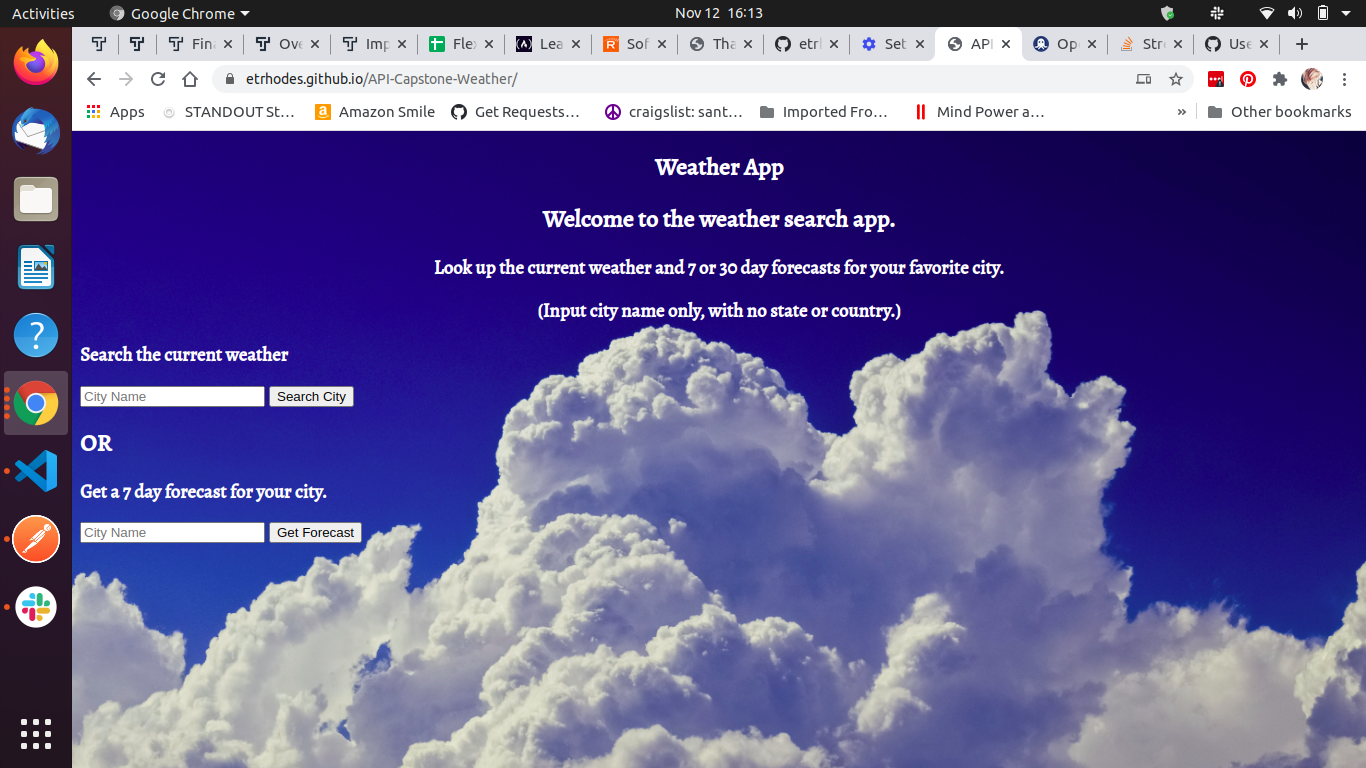 Activities Google Chrome Nov 12 16:13
Fin Ove Imp Flex Lea Sof Tha etrl Set API Op Stre Use
etrhodes.github.io/API-Capstone-Weather/
Apps STANDOUT St... Amazon Smile Get Requests... craigslist: sant... Imported Fro... Mind Power a... » Other bookmarks
Weather App
Welcome to the weather search app.
Look up the current weather and 7 or 30 day forecasts for your favorite city.
(Input city name only, with no state or country.)
Search the current weather
City Name Search City
OR
Get a 7 day forecast for your city.
City Name Get Forecast